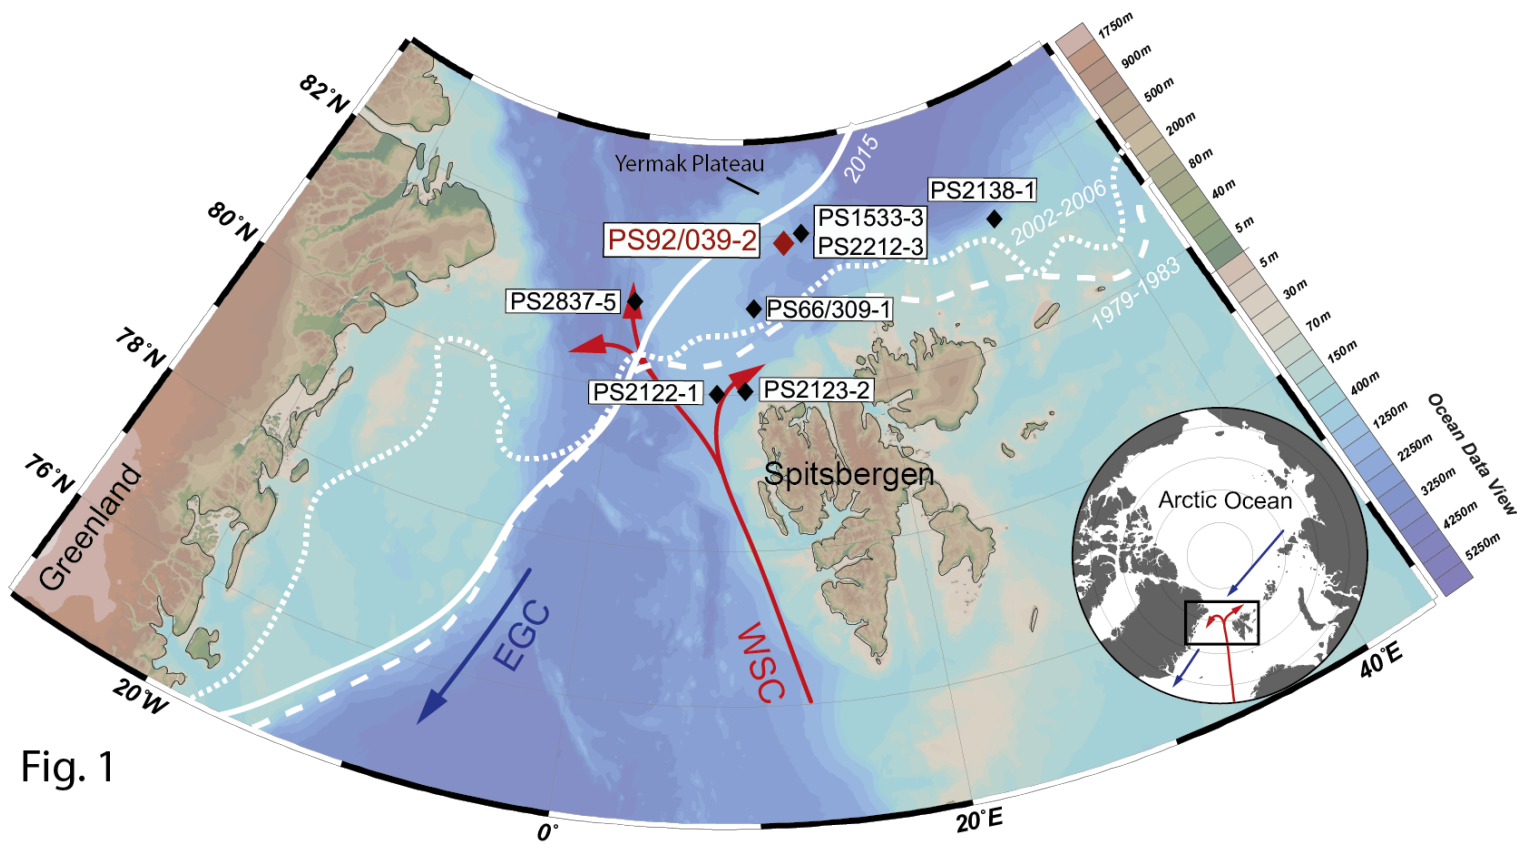 82°N
80°N
78°N
76°N
20°W
0°
20°E
40°E
Greenland
Yermak Plateau
2015
PS2138-1
2002-2006
PS1533-3
PS2212-3
PS92/039-2
1979-1983
PS2837-5
PS66/309-1
PS2122-1
PS2123-2
Spitsbergen
EGC
WSC
Arctic Ocean
1750m
900m
500m
200m
80m
40m
5m
5m
30m
70m
150m
400m
1250m
2250m
3250m
4250m
5250m
Ocean Data View
Fig. 1